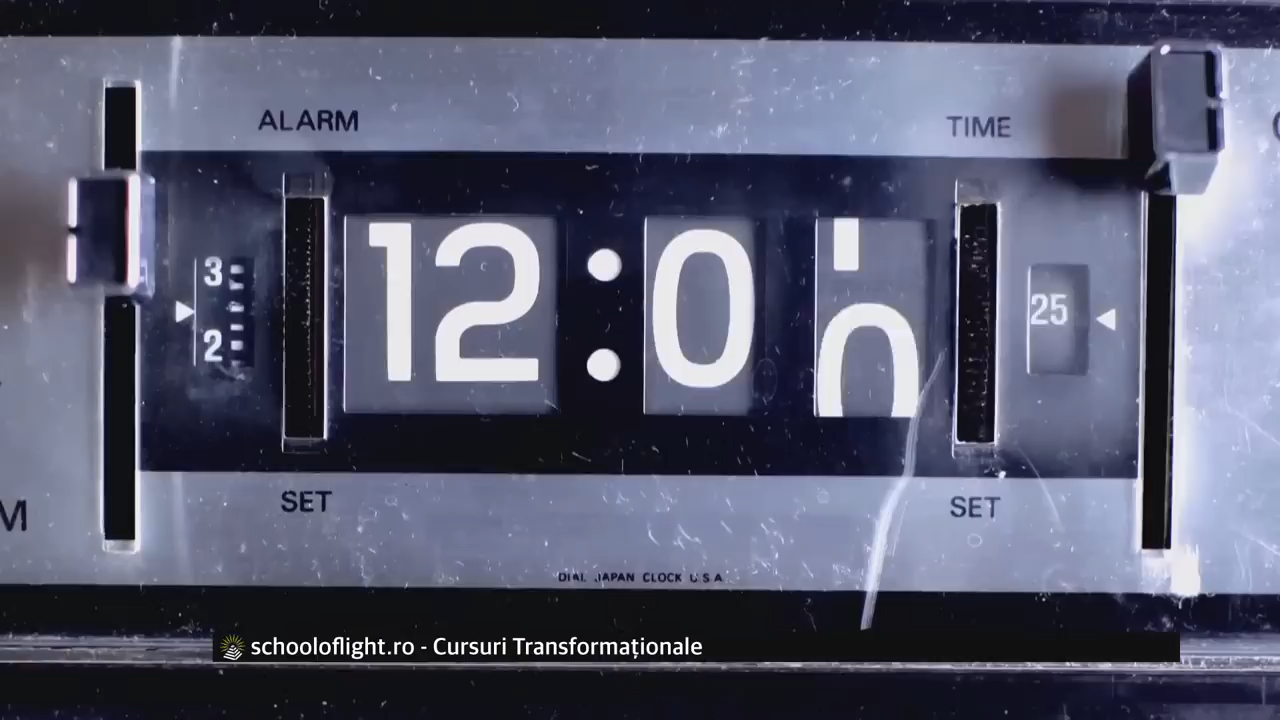 ALARM
TIME
3
2
12:0
25
SET
SET
DIAL JAPAN CLOCK U S A
schooloflight.ro - Cursuri Transformaționale